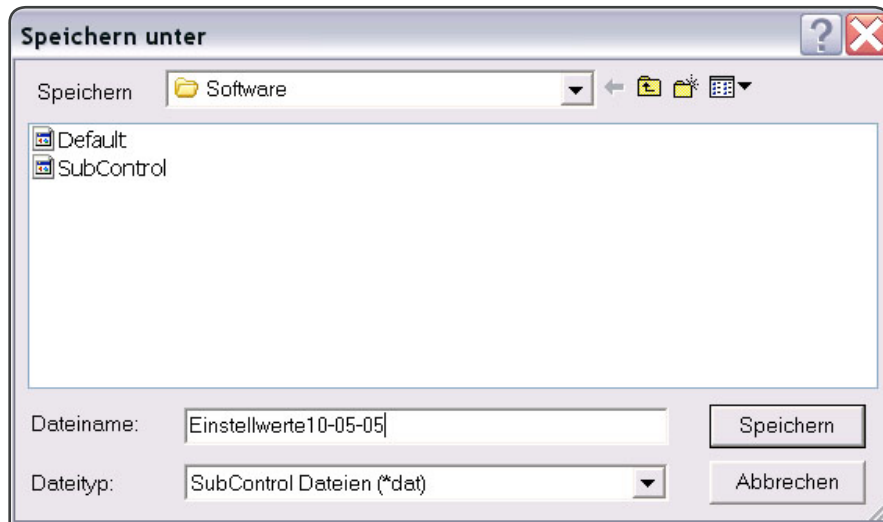 Speichern unter
Speichern
Software
Default
SubControl
Dateiname:
Einstellwerte10-05-05
Speichern
Dateityp:
SubControl Dateien (*dat)
Abbrechen